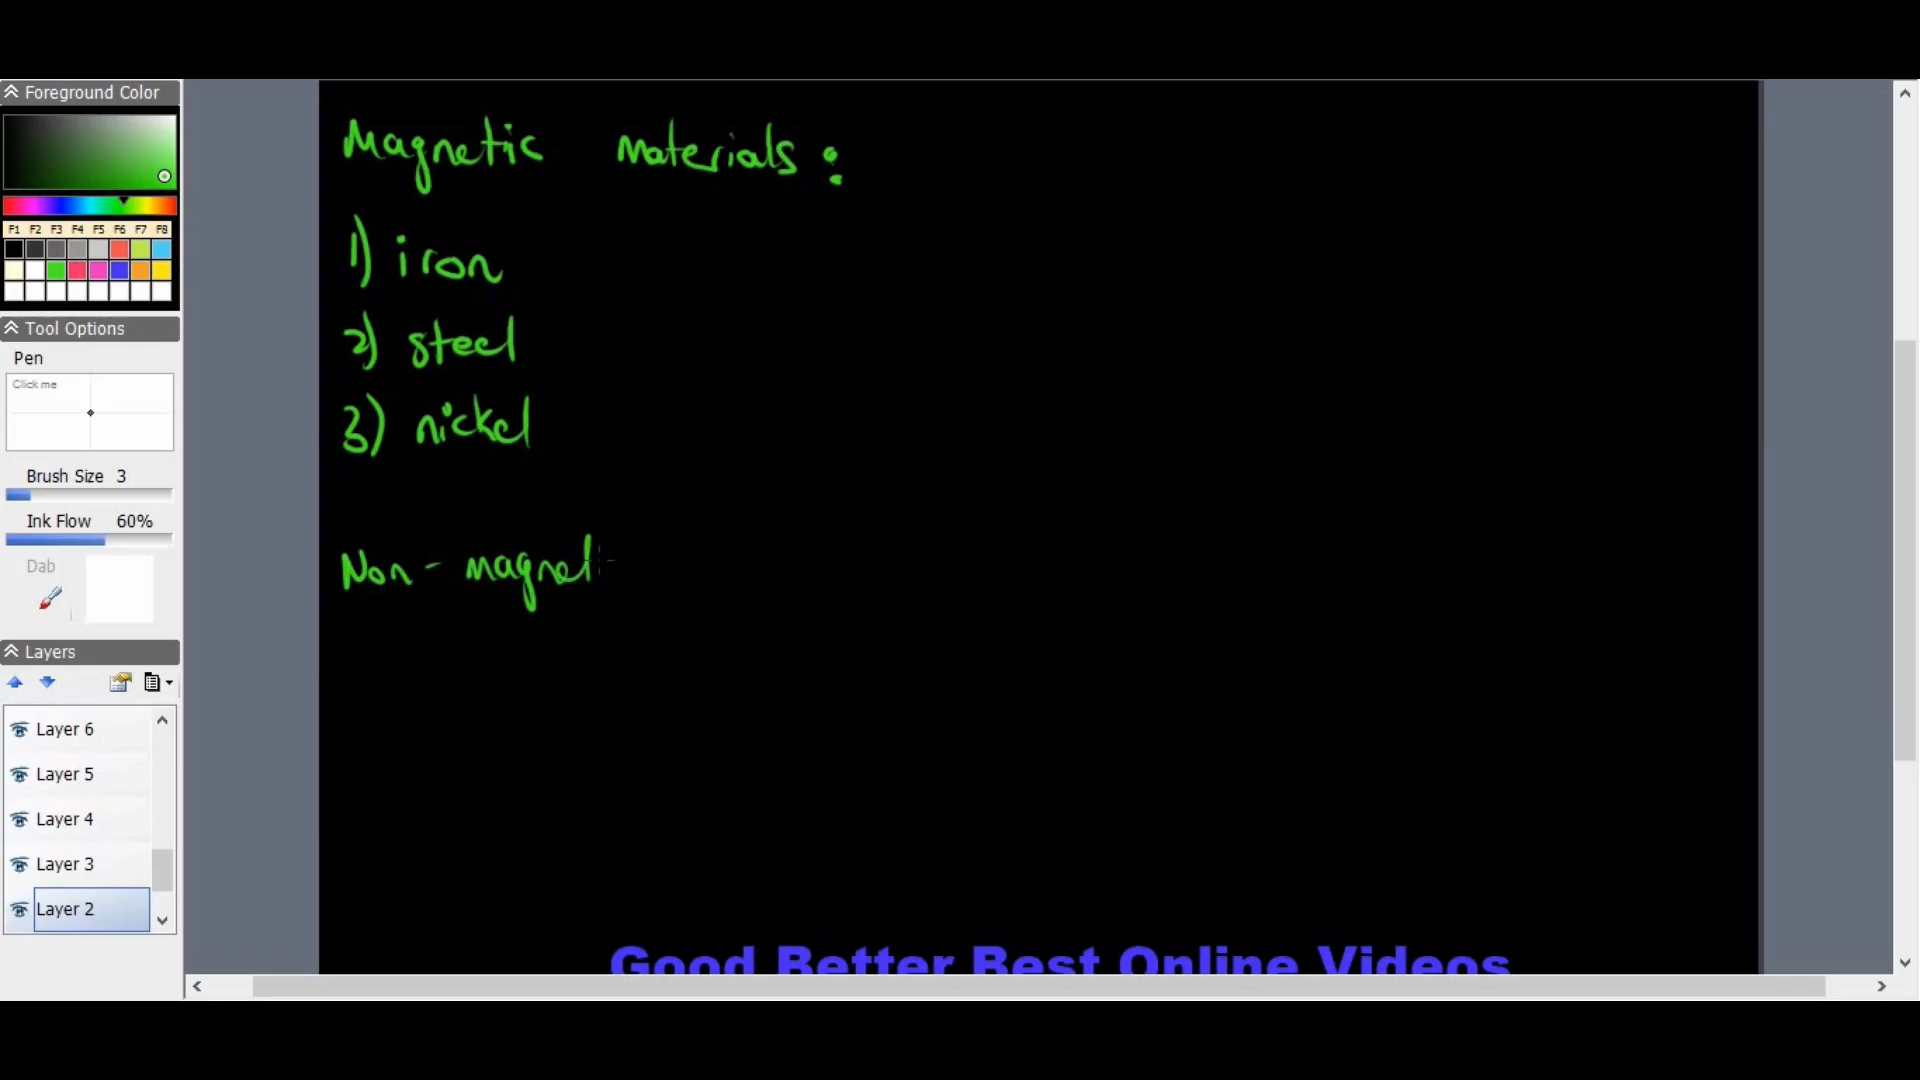 Foreground Color
F1 F2 F3 F4 F5 F6 F7 F8
Tool Options
Pen
Click me
Brush Size 3
Ink Flow 60%
Dab
Layers
Layer 6
Layer 5
Layer 4
Layer 3
Layer 2
Magnetic materials :
1) iron
2) steel
3) nickel
Non - magnet
Good Better Best Online Videos